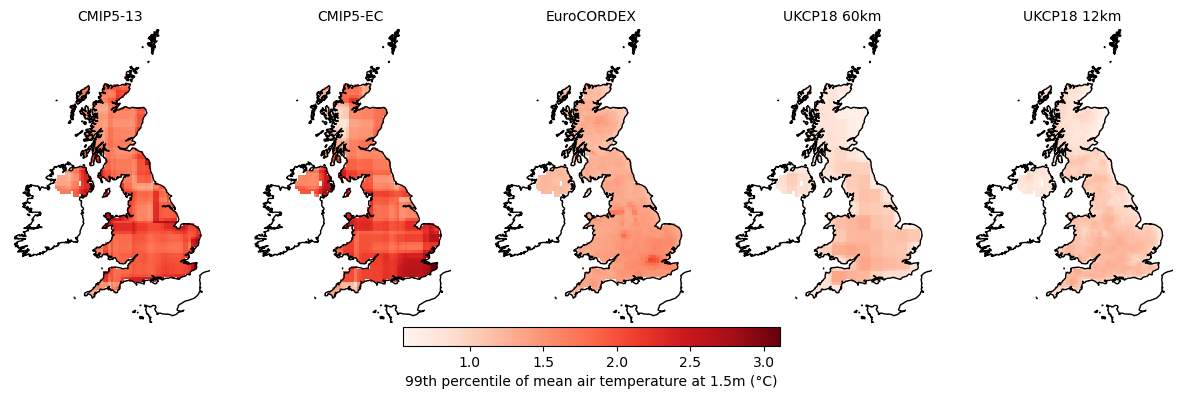 CMIP5-13 CMIP5-EC EuroCORDEX UKCP18 60km UKCP18 12km
1.0 1.5 2.0 2.5 3.0
99th percentile of mean air temperature at 1.5m (°C)